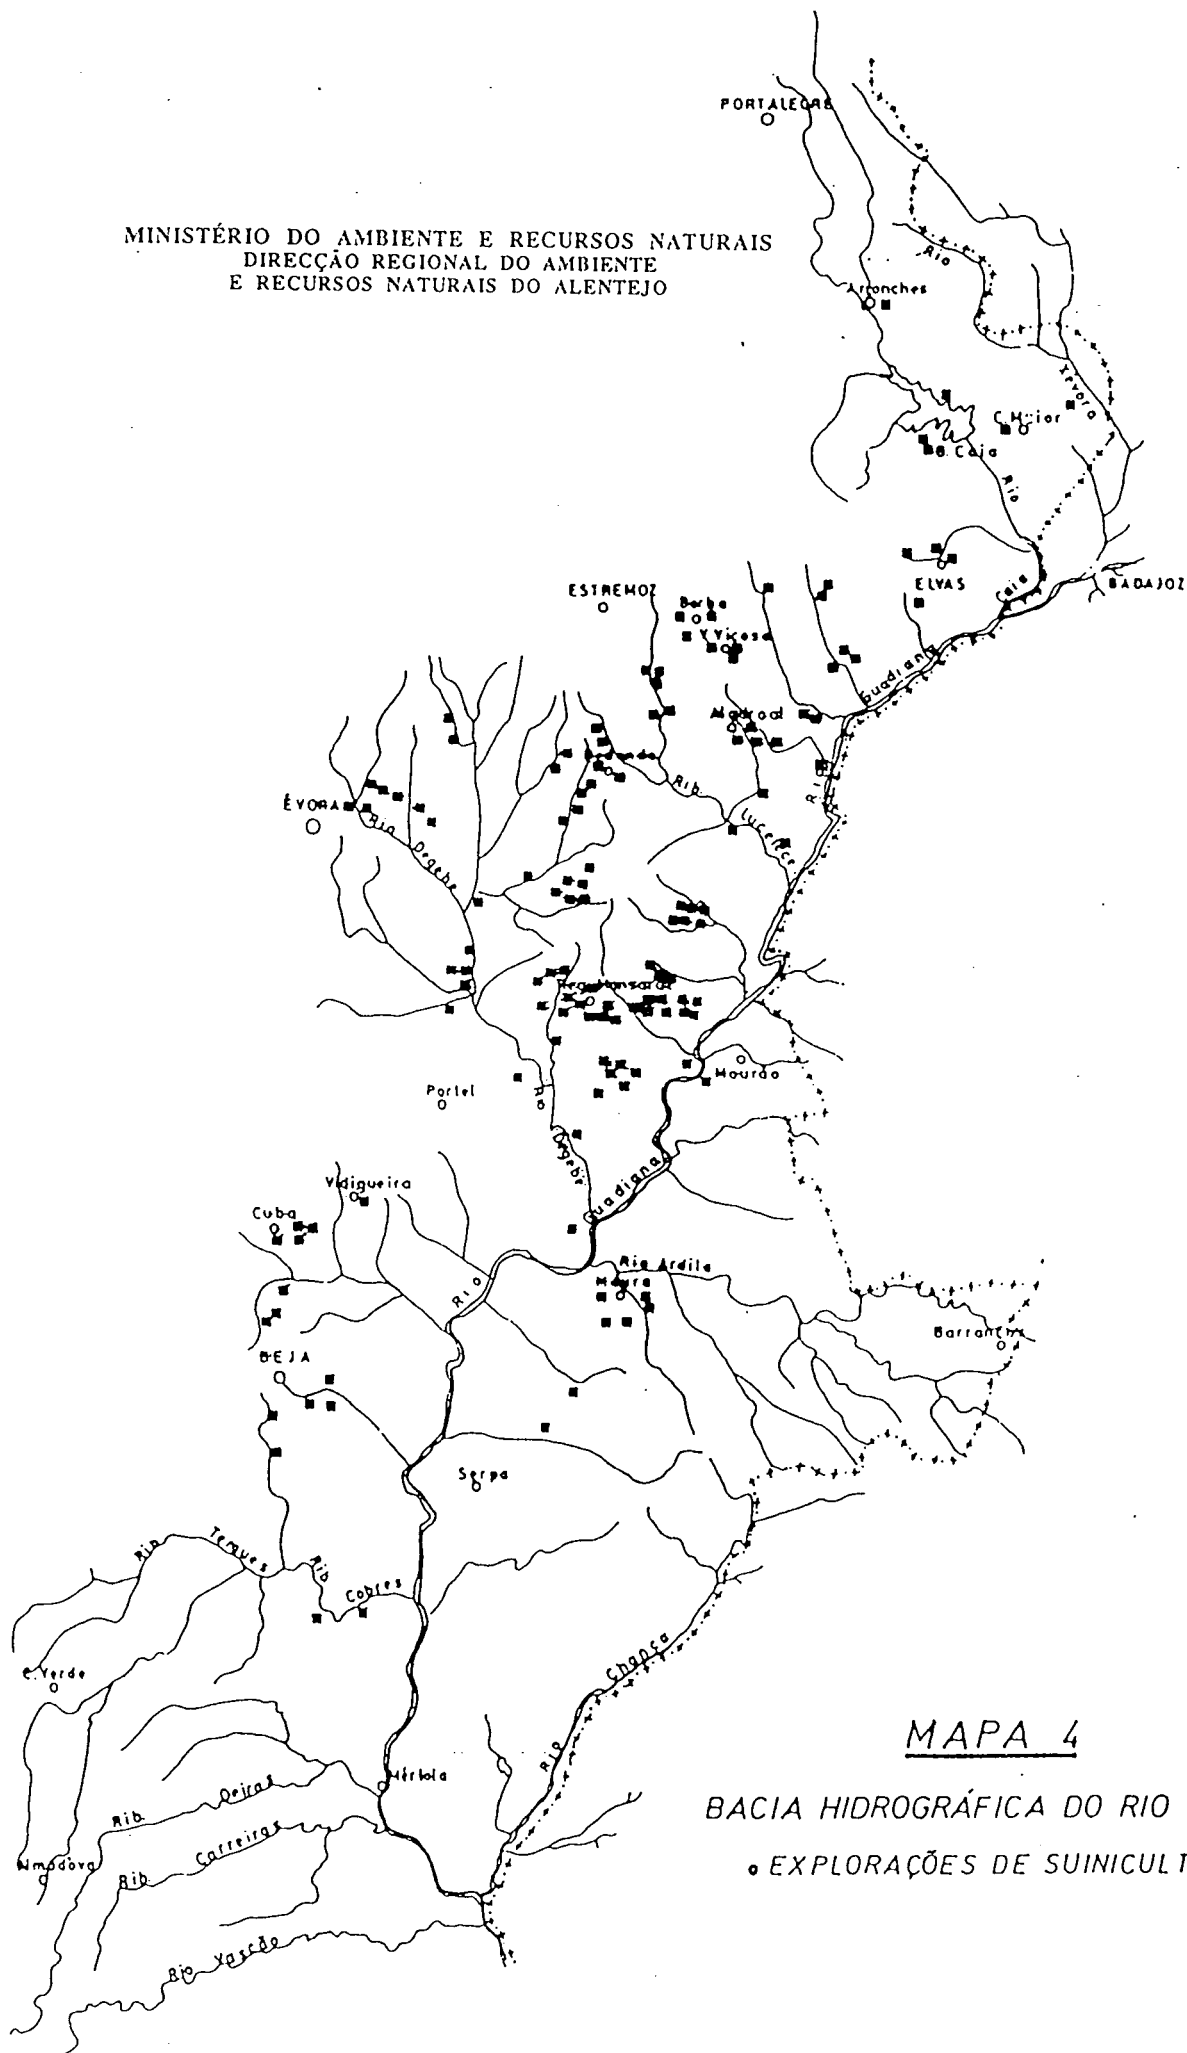 PORTALEGRE
MINISTÉRIO DO AMBIENTE E RECURSOS NATURAIS
DIRECÇÃO REGIONAL DO AMBIENTE
E RECURSOS NATURAIS DO ALENTEJO
Rio
Arronches
Xévora
C. Maior
B. Caia
Rio
ESTREMOZ
Borba
ELVAS
Caia
BADAJOZ
V. Viçosa
Guadiana
Rib.
Lucefece
Rio
ÉVORA
Rio Degebe
Mourão
Portel
Rio
Degebe
Guadiana
Vidigueira
Cuba
Rio
Rio Ardila
Moura
BEJA
Serpa
Rib Terges
Rib Cobres
C. Verde
Rio Chança
Mértola
Rib. Oeiras
Rib. Carreiras
Rio Vascão
MAPA 4
BACIA HIDROGRÁFICA DO RIO
EXPLORAÇÕES DE SUINICULT